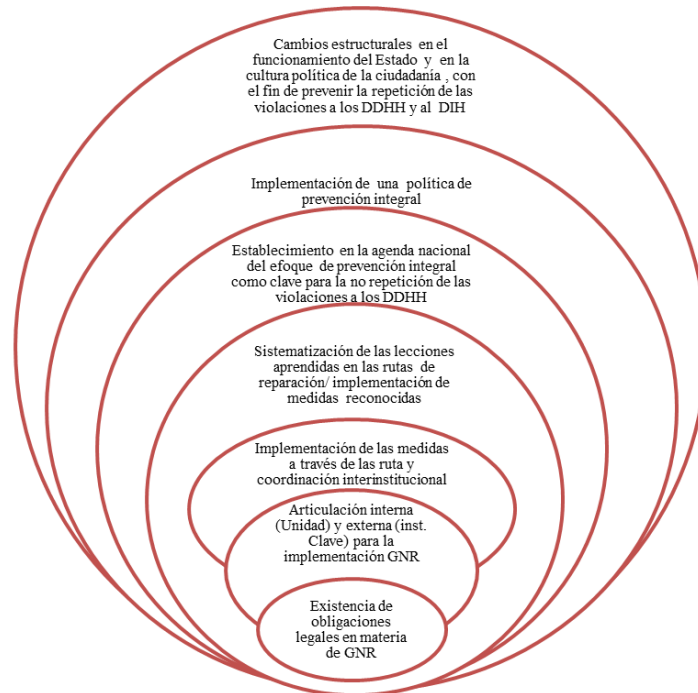 Cambios estructurales en el
funcionamiento del Estado y en la
cultura política de la ciudadanía , con
el fin de prevenir la repetición de las
violaciones a los DDHH y al DIH
Implementación de una política de
prevención integral
Establecimiento en la agenda nacional
del efoque de prevención integral
como clave para la no repetición de las
violaciones a los DDHH
Sistematización de las lecciones
aprendidas en las rutas de
reparación/ implementación de
medidas reconocidas
Implementación de las medidas
a través de las ruta y
coordinación interinstitucional
Articulación interna
(Unidad) y externa (inst.
Clave) para la
implementación GNR
Existencia de
obligaciones
legales en materia
de GNR